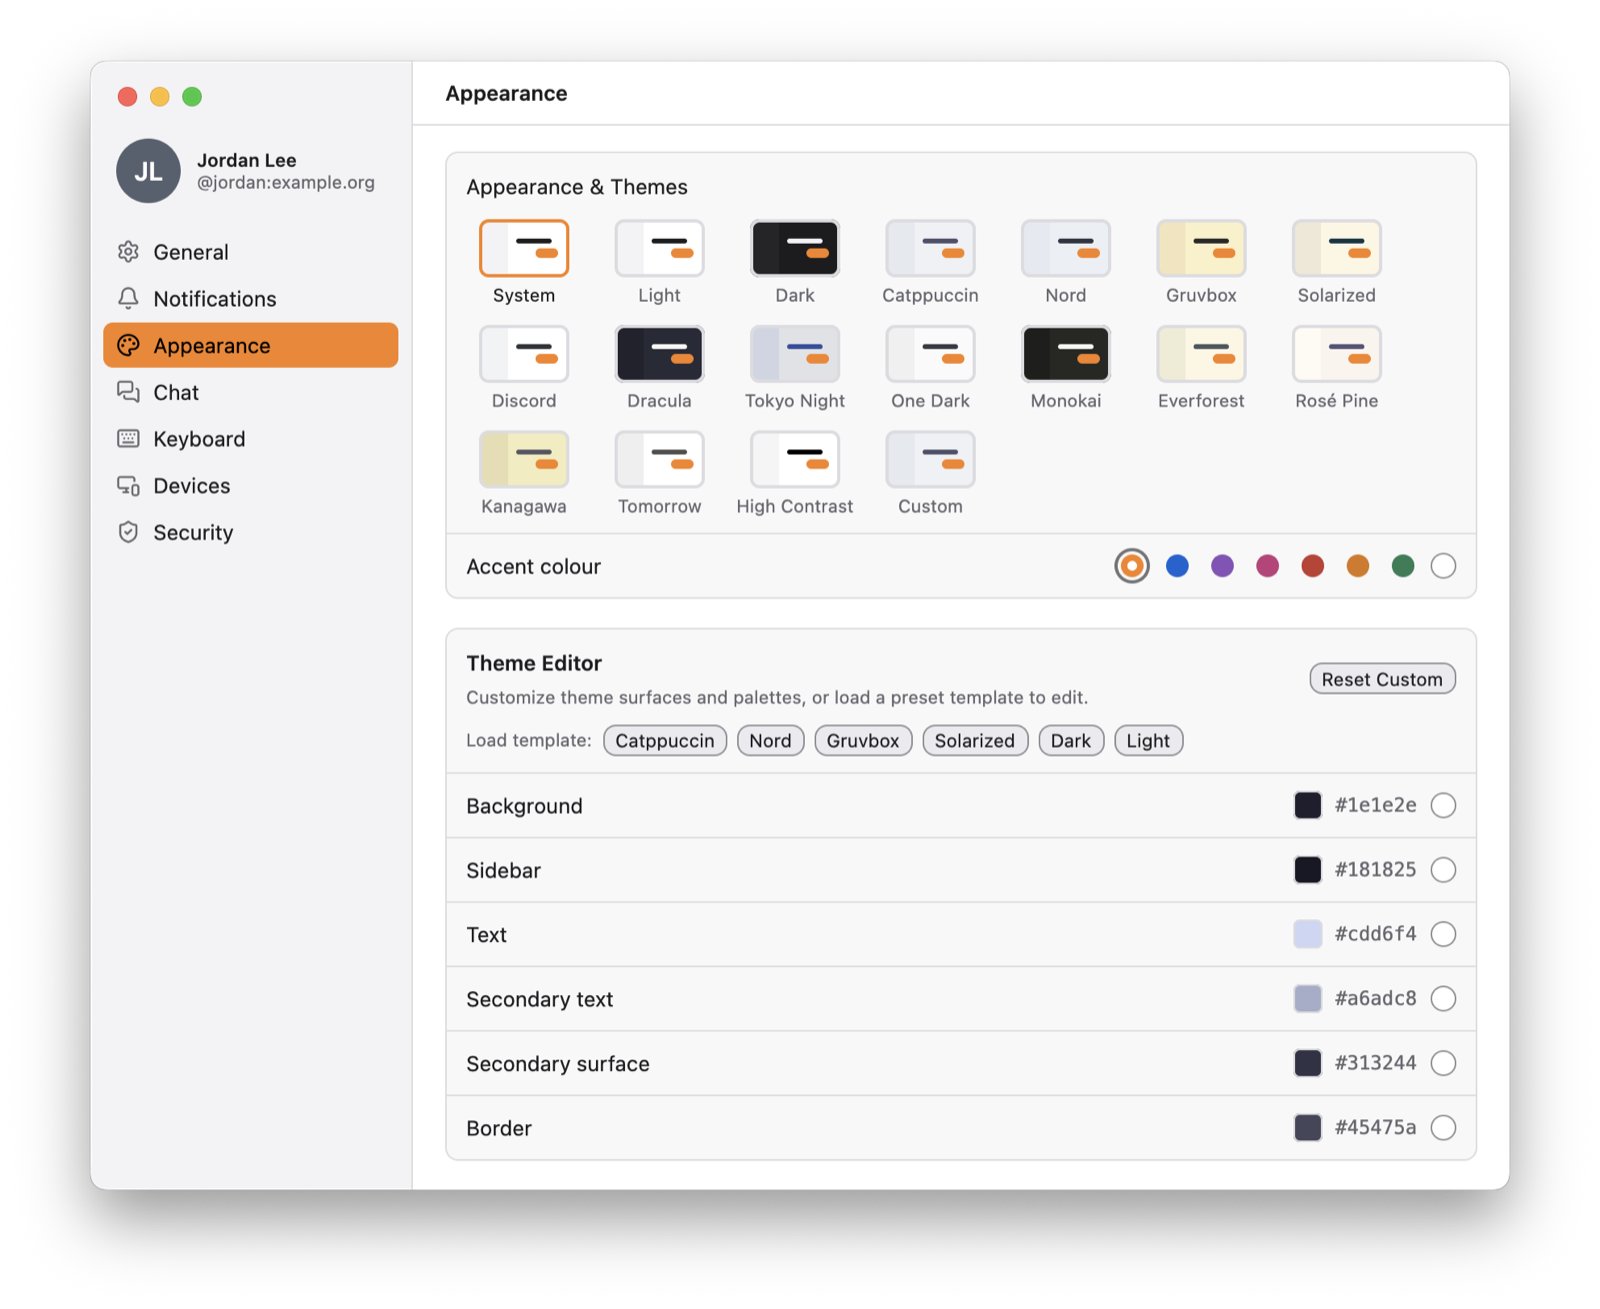 Appearance
JL
Jordan Lee
@jordan:example.org
General
Notifications
Appearance
Chat
Keyboard
Devices
Security
Appearance & Themes
System
Light
Dark
Catppuccin
Nord
Gruvbox
Solarized
Discord
Dracula
Tokyo Night
One Dark
Monokai
Everforest
Rosé Pine
Kanagawa
Tomorrow
High Contrast
Custom
Accent colour
Theme Editor
Customize theme surfaces and palettes, or load a preset template to edit.
Reset Custom
Load template: Catppuccin Nord Gruvbox Solarized Dark Light
Background #1e1e2e
Sidebar #181825
Text #cdd6f4
Secondary text #a6adc8
Secondary surface #313244
Border #45475a